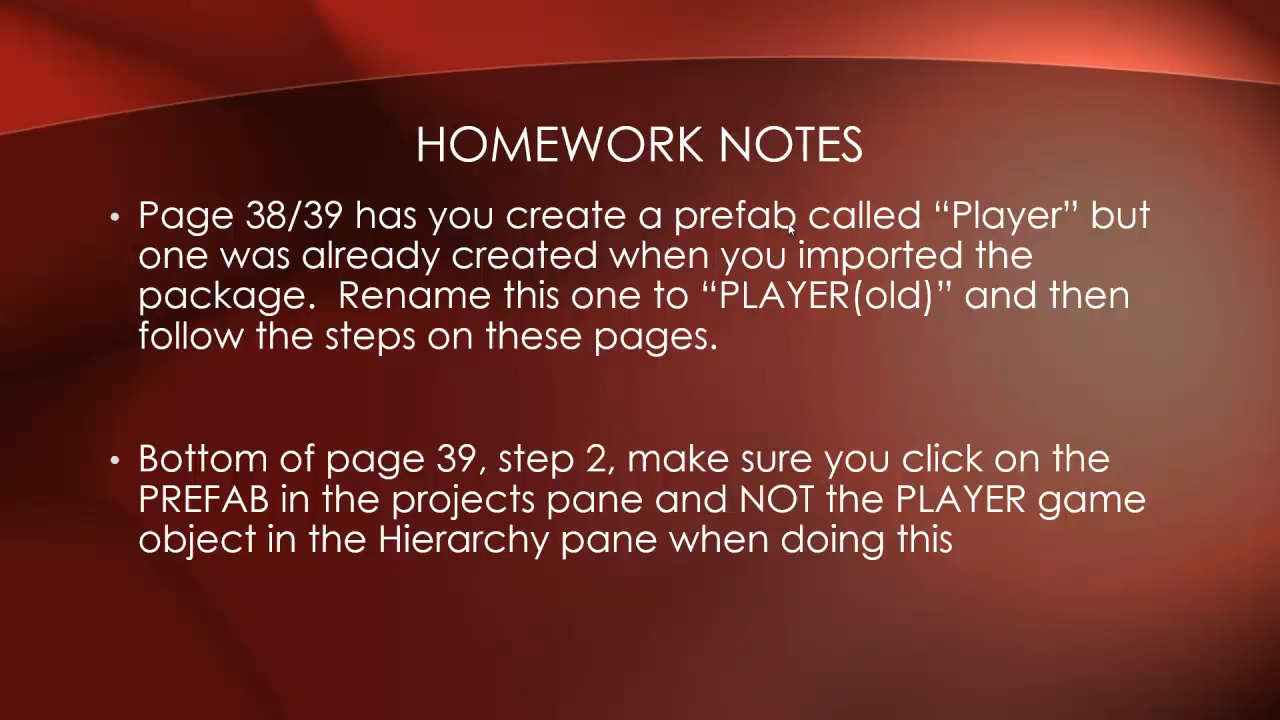 HOMEWORK NOTES
• Page 38/39 has you create a prefab called “Player” but
one was already created when you imported the
package.  Rename this one to “PLAYER(old)” and then
follow the steps on these pages.
• Bottom of page 39, step 2, make sure you click on the
PREFAB in the projects pane and NOT the PLAYER game
object in the Hierarchy pane when doing this